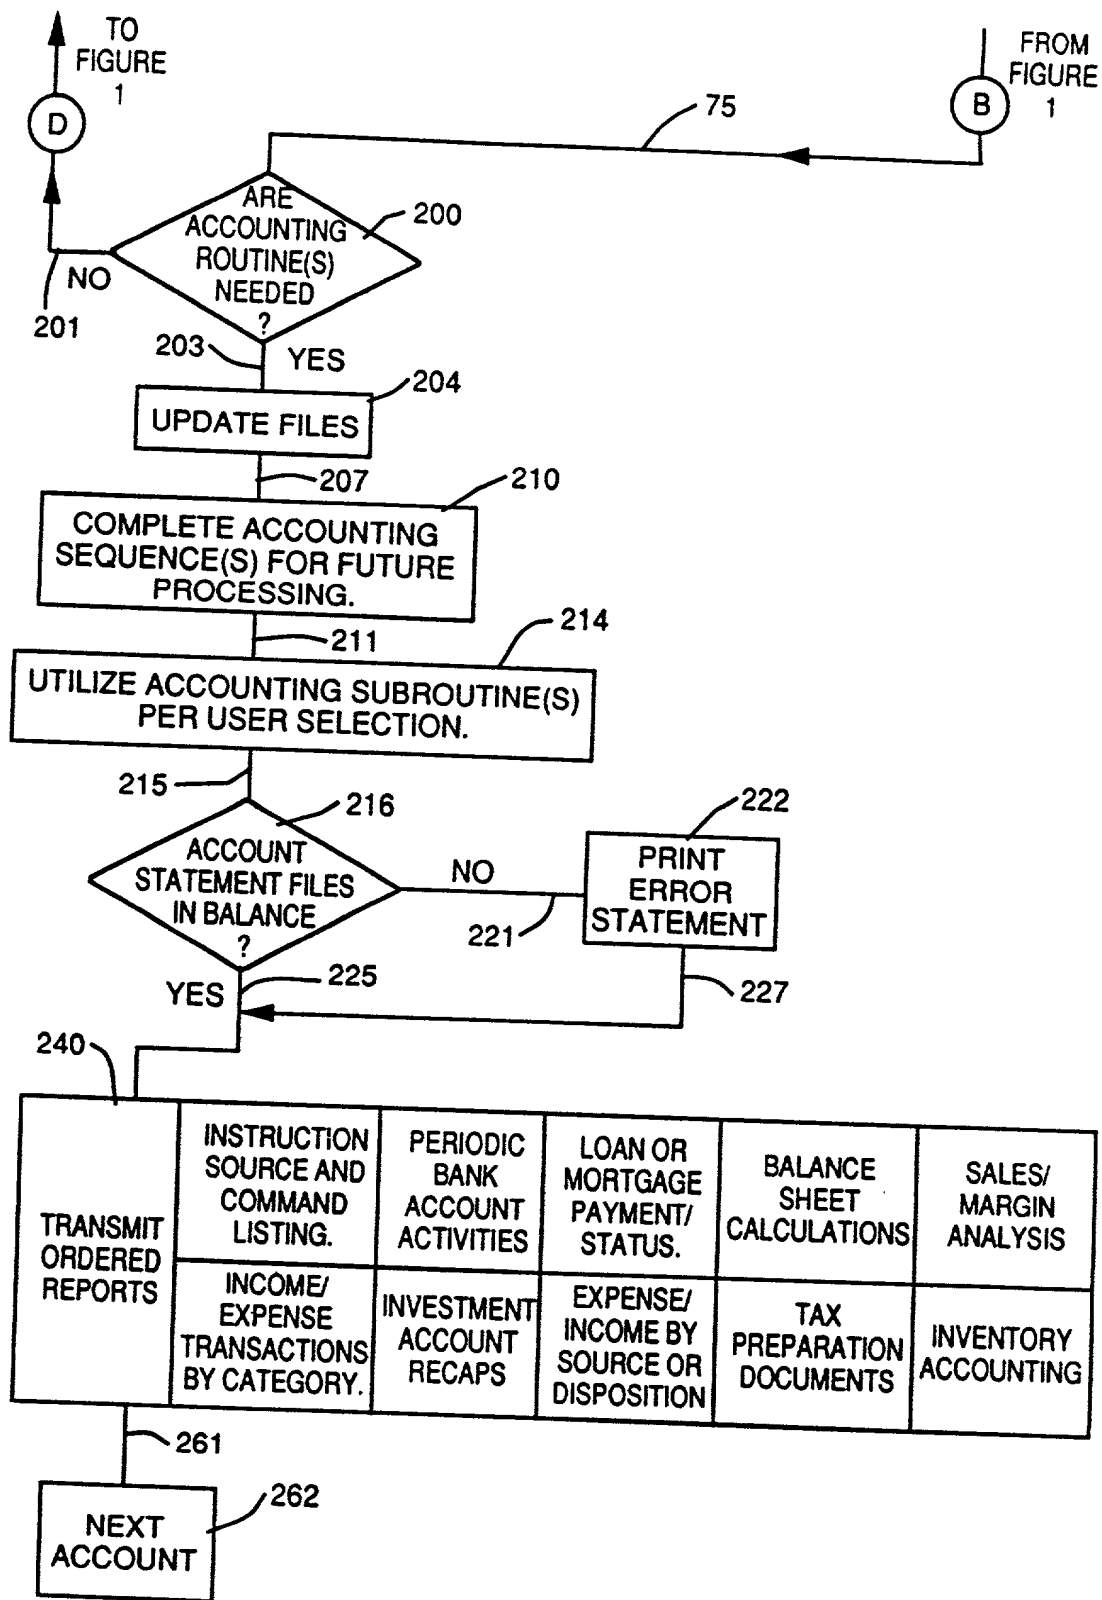 TO
FIGURE
1
D
FROM
FIGURE
1
B
75
ARE
ACCOUNTING
ROUTINE(S)
NEEDED
?
200
NO
201
203
YES
204
UPDATE FILES
207
210
COMPLETE ACCOUNTING
SEQUENCE(S) FOR FUTURE
PROCESSING.
211
214
UTILIZE ACCOUNTING SUBROUTINE(S)
PER USER SELECTION.
215
216
ACCOUNT
STATEMENT FILES
IN BALANCE
?
NO
221
222
PRINT
ERROR
STATEMENT
225
YES
227
240
TRANSMIT
ORDERED
REPORTS
INSTRUCTION
SOURCE AND
COMMAND
LISTING.
PERIODIC
BANK
ACCOUNT
ACTIVITIES
LOAN OR
MORTGAGE
PAYMENT/
STATUS.
BALANCE
SHEET
CALCULATIONS
SALES/
MARGIN
ANALYSIS
INCOME/
EXPENSE
TRANSACTIONS
BY CATEGORY.
INVESTMENT
ACCOUNT
RECAPS
EXPENSE/
INCOME BY
SOURCE OR
DISPOSITION
TAX
PREPARATION
DOCUMENTS
INVENTORY
ACCOUNTING
261
262
NEXT
ACCOUNT